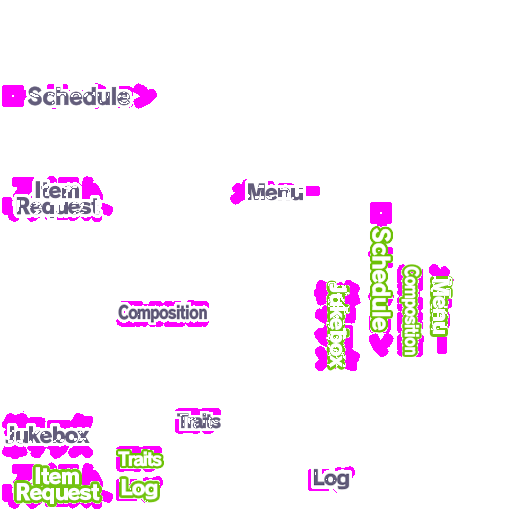 Schedule
Item
Request
Menu
Schedule
Composition
Menu
Jukebox
Composition
Traits
Jukebox
Traits
Log
Item
Request
Log